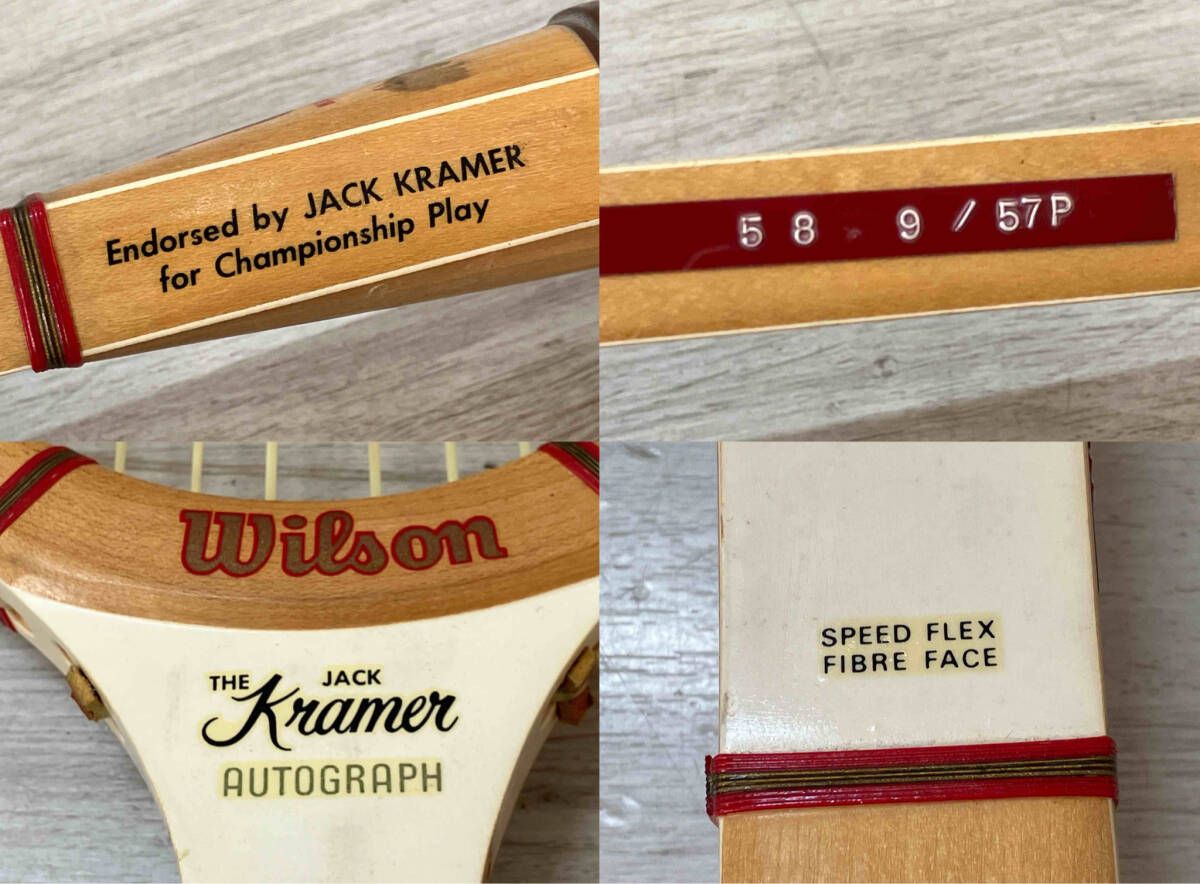 Endorsed by JACK KRAMER
for Championship Play
58 9 / 57P
Wilson
THE JACK
Kramer
AUTOGRAPH
SPEED FLEX
FIBRE FACE